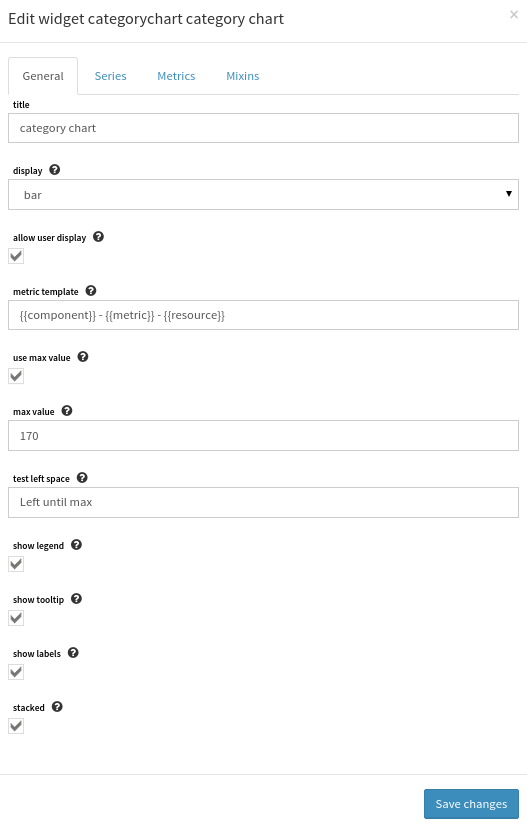 Edit widget categorychart category chart
×
General Series Metrics Mixins
title
category chart
display ?
bar
allow user display ?
metric template ?
{{component}} - {{metric}} - {{resource}}
use max value ?
max value ?
170
test left space ?
Left until max
show legend ?
show tooltip ?
show labels ?
stacked ?
Save changes